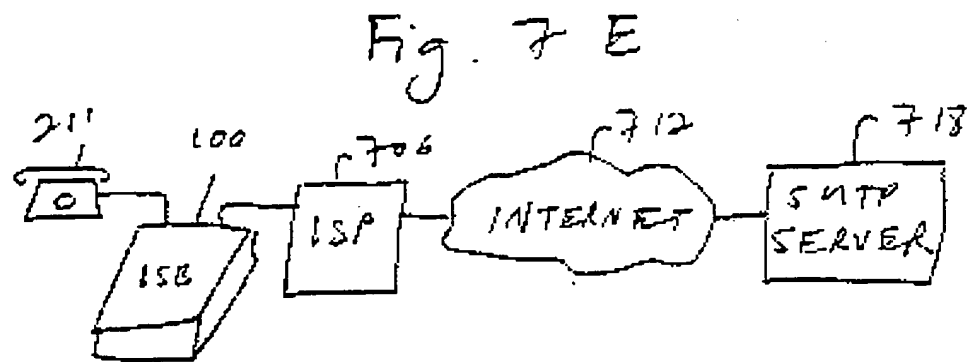 Fig. 7 E
211 100 706 712 718
ISB
ISP
INTERNET
SMTP
SERVER